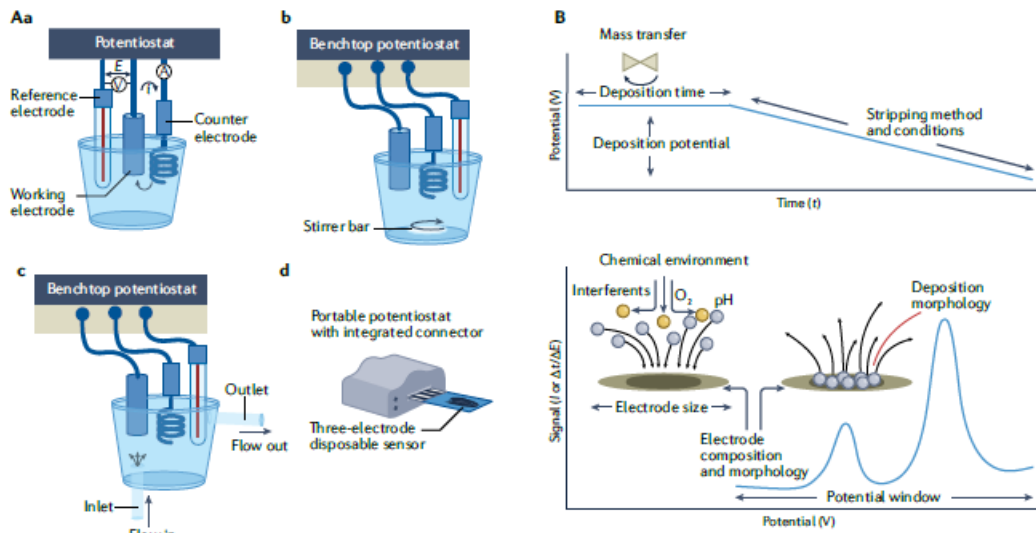 Aa
Potentiostat
E
V
A
i
Reference
electrode
Counter
electrode
Working
electrode
b
Benchtop potentiostat
Stirrer bar
c
Benchtop potentiostat
Outlet
Flow out
Inlet
d
Portable potentiostat
with integrated connector
Three-electrode
disposable sensor
B
Mass transfer
Deposition time
Deposition potential
Stripping method
and conditions
Potential (V)
Time (t)
Chemical environment
Interferents
O2
pH
Deposition
morphology
Electrode size
Electrode
composition
and morphology
Potential window
Signal (I or Δt/ΔE)
Potential (V)